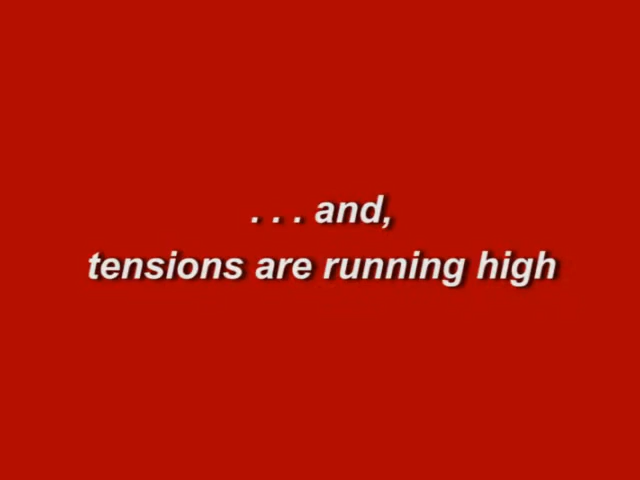 . . . and,
tensions are running high